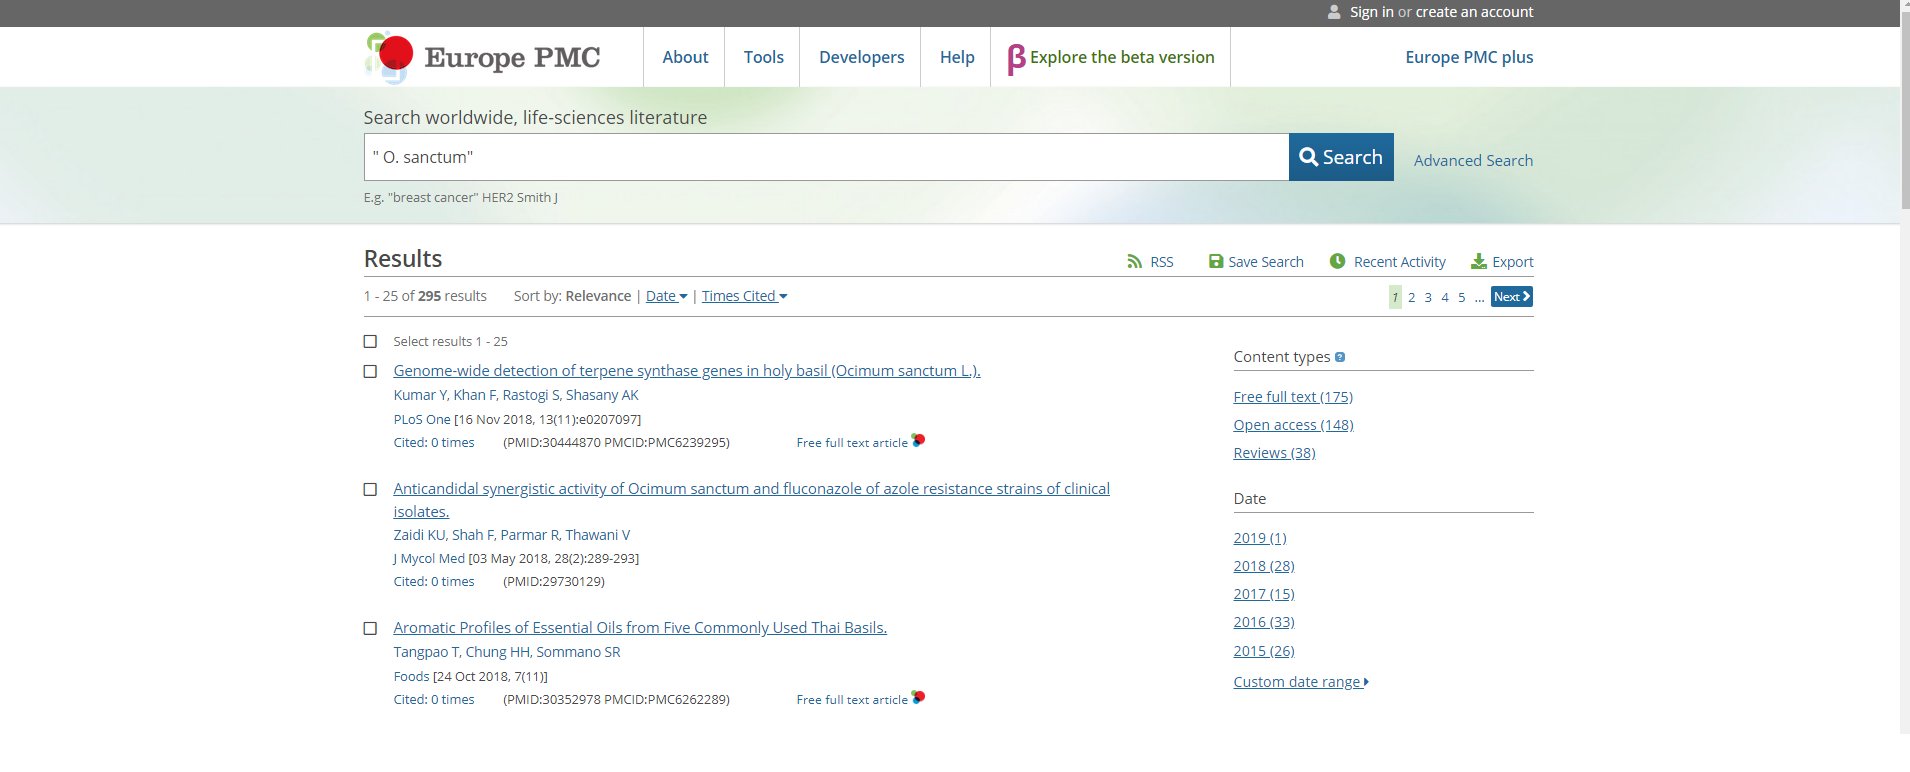 Sign in or create an account
Europe PMC
About
Tools
Developers
Help
β Explore the beta version
Europe PMC plus
Search worldwide, life-sciences literature
" O. sanctum"
Search
Advanced Search
E.g. "breast cancer" HER2 Smith J
Results
RSS
Save Search
Recent Activity
Export
1 - 25 of 295 results
Sort by: Relevance | Date | Times Cited
1 2 3 4 5 ... Next
Select results 1 - 25
Genome-wide detection of terpene synthase genes in holy basil (Ocimum sanctum L.).
Kumar Y, Khan F, Rastogi S, Shasany AK
PLoS One [16 Nov 2018, 13(11):e0207097]
Cited: 0 times (PMID:30444870 PMCID:PMC6239295) Free full text article
Anticandidal synergistic activity of Ocimum sanctum and fluconazole of azole resistance strains of clinical
isolates.
Zaidi KU, Shah F, Parmar R, Thawani V
J Mycol Med [03 May 2018, 28(2):289-293]
Cited: 0 times (PMID:29730129)
Aromatic Profiles of Essential Oils from Five Commonly Used Thai Basils.
Tangpao T, Chung HH, Sommano SR
Foods [24 Oct 2018, 7(11)]
Cited: 0 times (PMID:30352978 PMCID:PMC6262289) Free full text article
Content types ?
Free full text (175)
Open access (148)
Reviews (38)
Date
2019 (1)
2018 (28)
2017 (15)
2016 (33)
2015 (26)
Custom date range